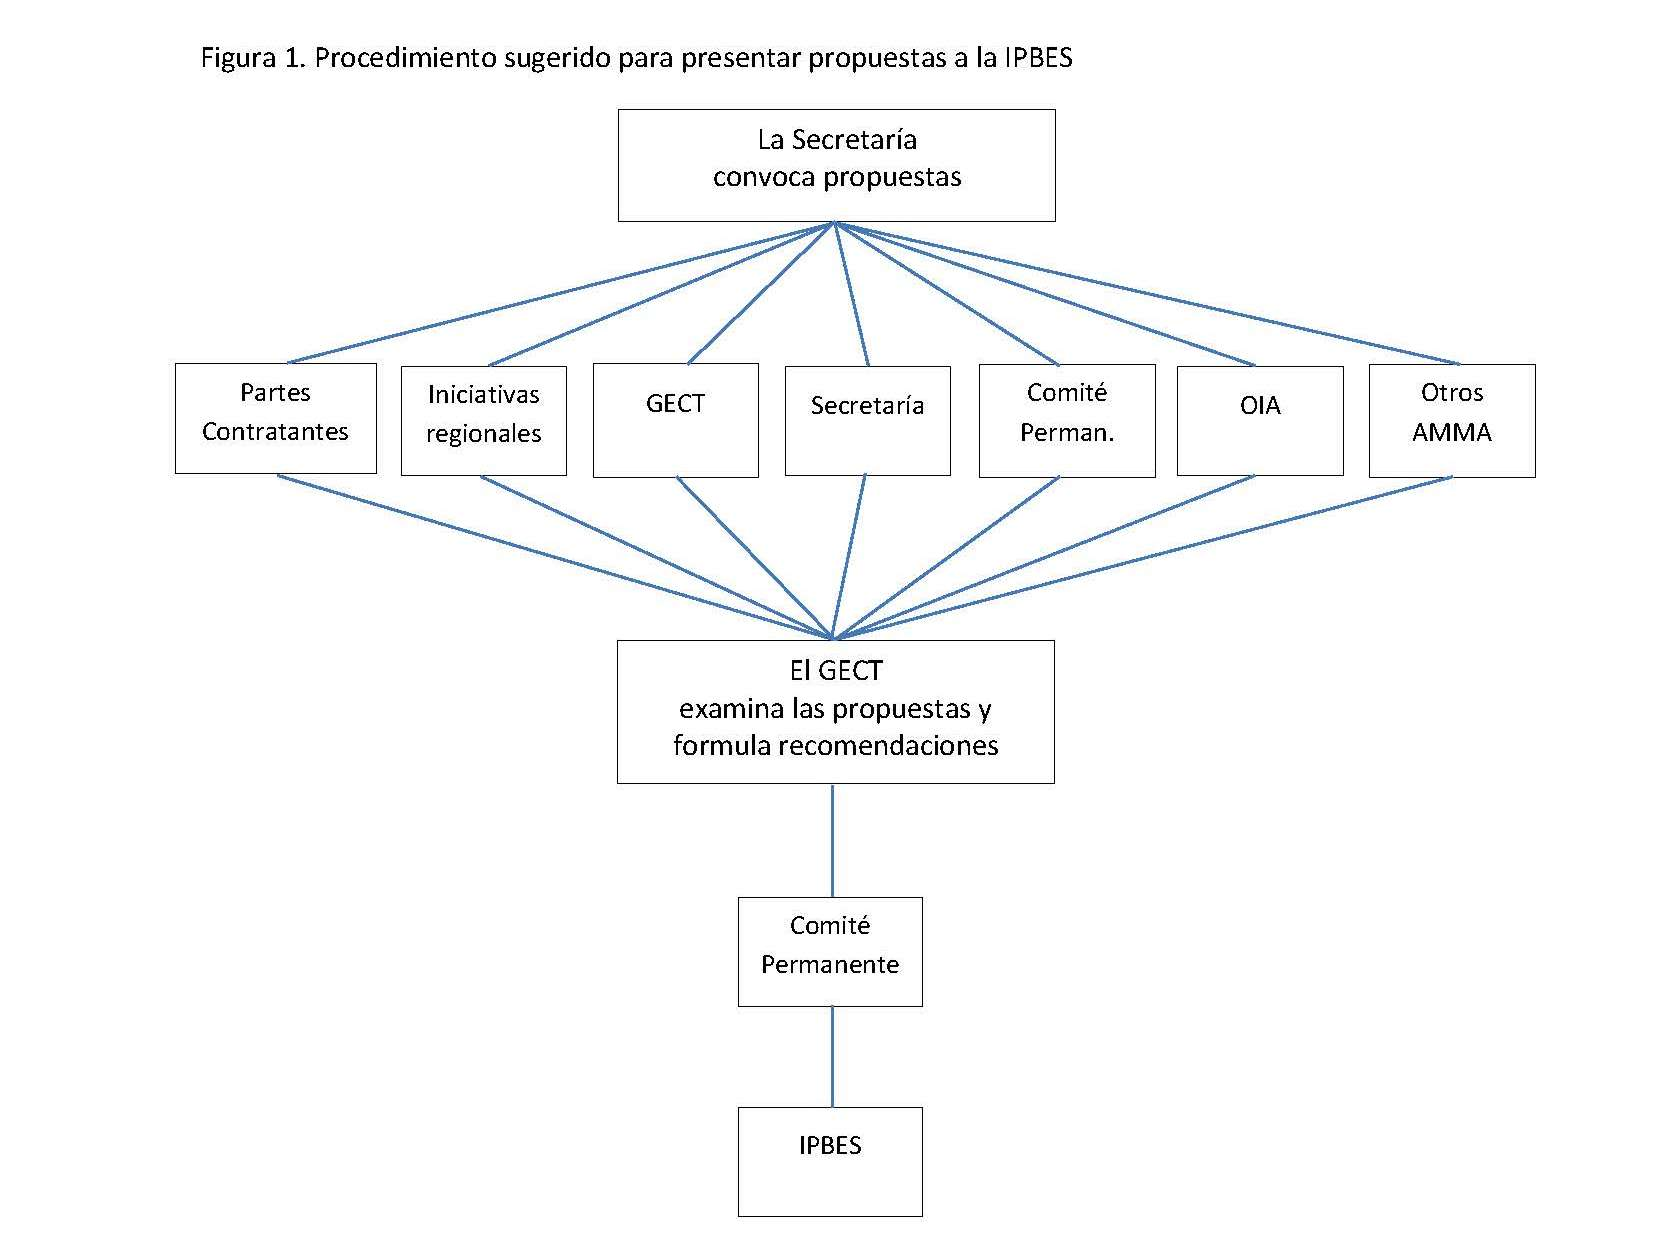 Figura 1. Procedimiento sugerido para presentar propuestas a la IPBES
La Secretaría
convoca propuestas
Partes
Contratantes
Iniciativas
regionales
GECT
Secretaría
Comité
Perman.
OIA
Otros
AMMA
El GECT
examina las propuestas y
formula recomendaciones
Comité
Permanente
IPBES